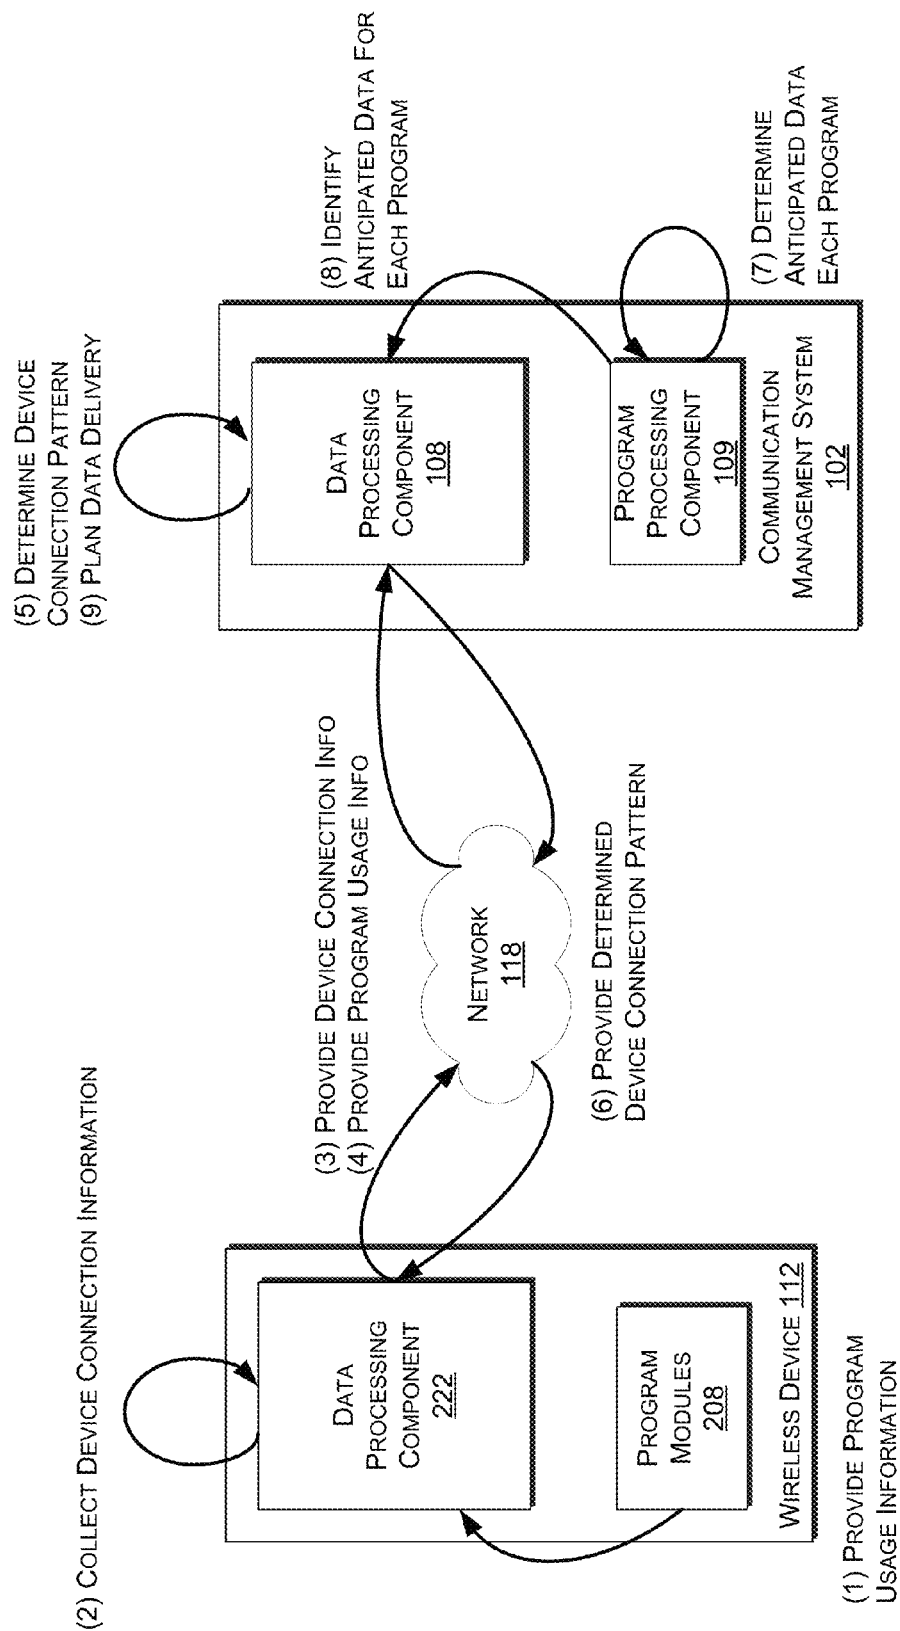 (2) COLLECT DEVICE CONNECTION INFORMATION
(5) DETERMINE DEVICE
CONNECTION PATTERN
(9) PLAN DATA DELIVERY
DATA
PROCESSING
COMPONENT
222
PROGRAM
MODULES
208
WIRELESS DEVICE 112
(1) PROVIDE PROGRAM
USAGE INFORMATION
(3) PROVIDE DEVICE CONNECTION INFO
(4) PROVIDE PROGRAM USAGE INFO
NETWORK
118
(6) PROVIDE DETERMINED
DEVICE CONNECTION PATTERN
DATA
PROCESSING
COMPONENT
108
PROGRAM
PROCESSING
COMPONENT
109
COMMUNICATION
MANAGEMENT SYSTEM
102
(8) IDENTIFY
ANTICIPATED DATA FOR
EACH PROGRAM
(7) DETERMINE
ANTICIPATED DATA
EACH PROGRAM